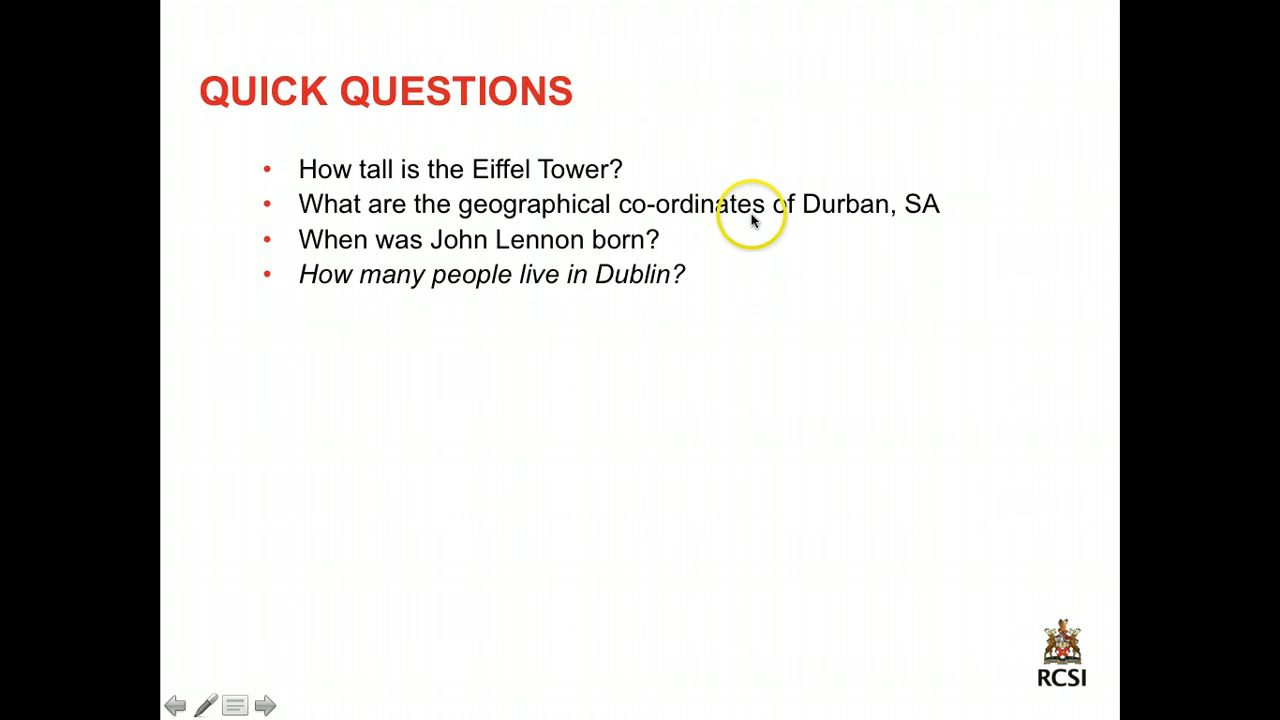 QUICK QUESTIONS
• How tall is the Eiffel Tower?
• What are the geographical co-ordinates of Durban, SA
• When was John Lennon born?
• How many people live in Dublin?
RCSI